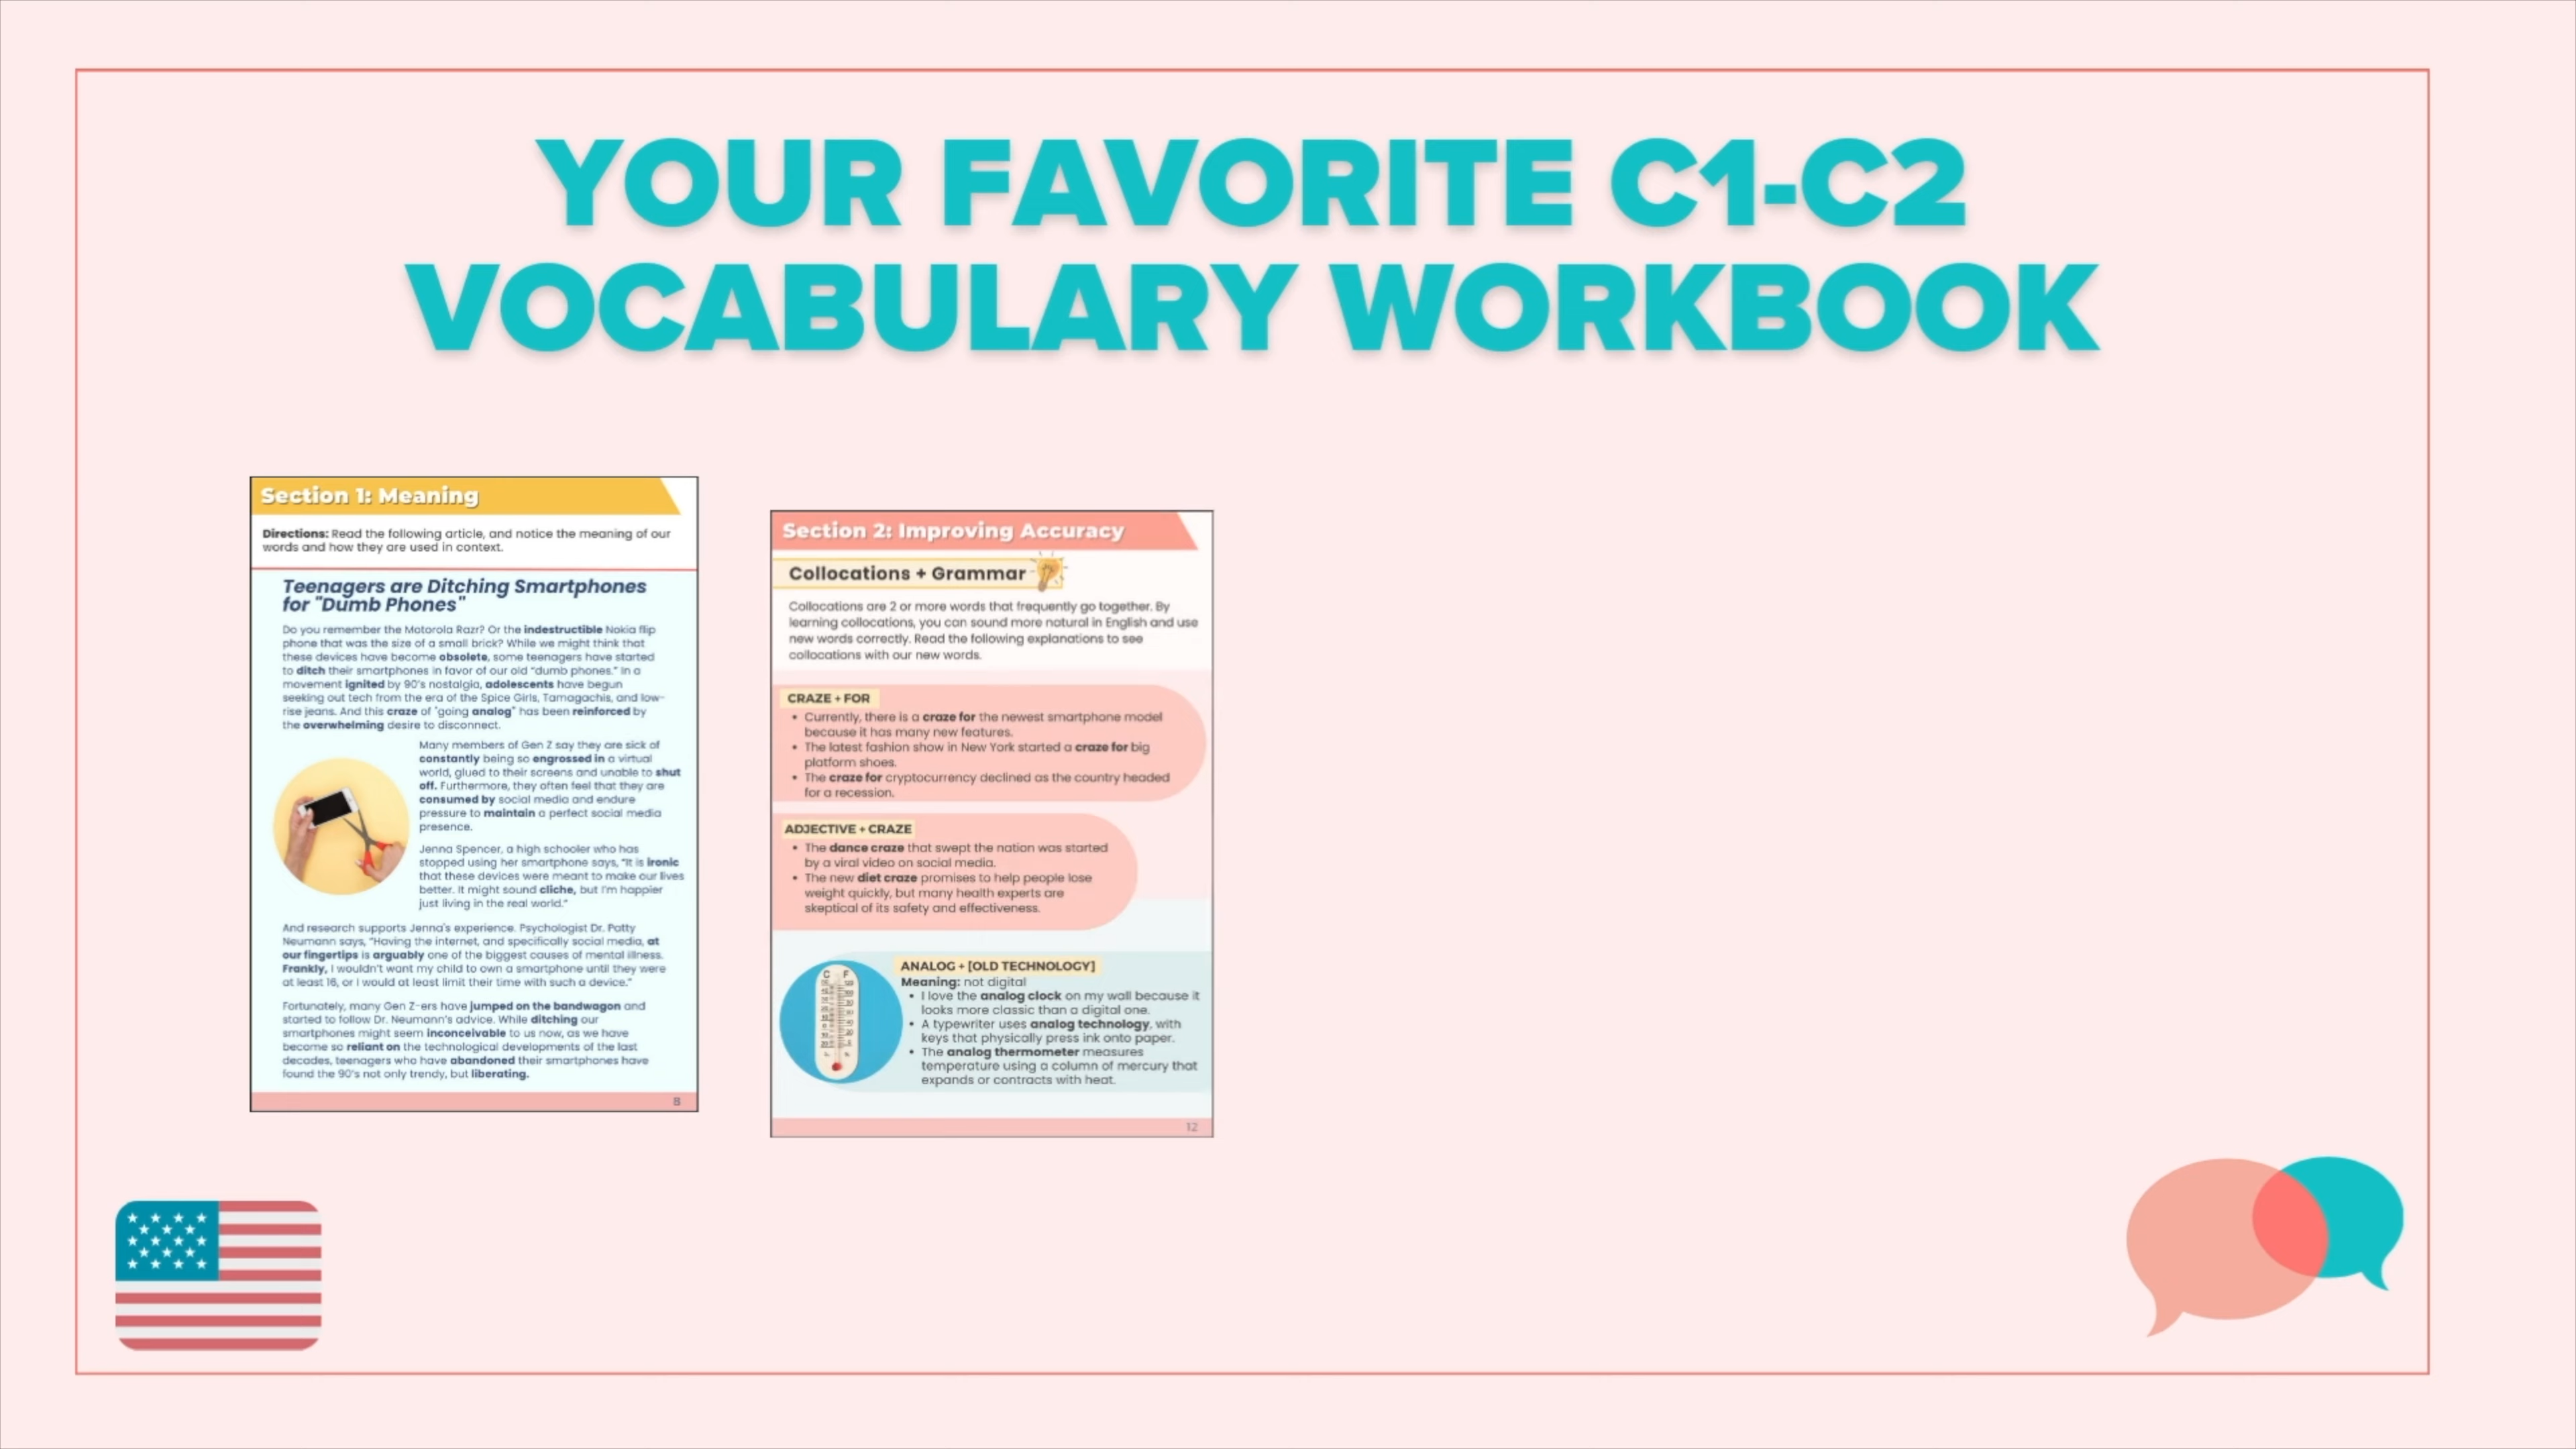 YOUR FAVORITE C1-C2
VOCABULARY WORKBOOK
Section 1: Meaning
Directions: Read the following article, and notice the meaning of our
words and how they are used in context.
Teenagers are Ditching Smartphones
for "Dumb Phones"
Do you remember the Motorola Razr? Or the indestructible Nokia flip
phone that was the size of a small brick? While we might think that
these devices have become obsolete, some teenagers have started
to ditch their smartphones in favor of our old "dumb phones." In a
movement ignited by 90's nostalgia, adolescents have begun
seeking out tech from the era of the Spice Girls, Tamagachis, and low-
rise jeans. And this craze of "going analog" has been reinforced by
the overwhelming desire to disconnect.
Many members of Gen Z say they are sick of
constantly being so engrossed in a virtual
world, glued to their screens and unable to shut
off. Furthermore, they often feel that they are
consumed by social media and endure
pressure to maintain a perfect social media
presence.
Jenna Spencer, a high schooler who has
stopped using her smartphone says, "It is ironic
that these devices were meant to make our lives
better. It might sound cliche, but I'm happier
just living in the real world."
And research supports Jenna's experience. Psychologist Dr. Patty
Neumann says, "Having the internet, and specifically social media, at
our fingertips is arguably one of the biggest causes of mental illness.
Frankly, I wouldn't want my child to own a smartphone until they were
at least 16, or I would at least limit their time with such a device."
Fortunately, many Gen Z-ers have jumped on the bandwagon and
started to follow Dr. Neumann's advice. While ditching our
smartphones might seem inconceivable to us now, as we have
become so reliant on the technological developments of the last
decades, teenagers who have abandoned their smartphones have
found the 90's not only trendy, but liberating.
8
Section 2: Improving Accuracy
Collocations + Grammar
Collocations are 2 or more words that frequently go together. By
learning collocations, you can sound more natural in English and use
new words correctly. Read the following explanations to see
collocations with our new words.
CRAZE + FOR
• Currently, there is a craze for the newest smartphone model
because it has many new features.
• The latest fashion show in New York started a craze for big
platform shoes.
• The craze for cryptocurrency declined as the country headed
for a recession.
ADJECTIVE + CRAZE
• The dance craze that swept the nation was started
by a viral video on social media.
• The new diet craze promises to help people lose
weight quickly, but many health experts are
skeptical of its safety and effectiveness.
C F
ANALOG + [OLD TECHNOLOGY]
Meaning: not digital
• I love the analog clock on my wall because it
looks more classic than a digital one.
• A typewriter uses analog technology, with
keys that physically press ink onto paper.
• The analog thermometer measures
temperature using a column of mercury that
expands or contracts with heat.
12